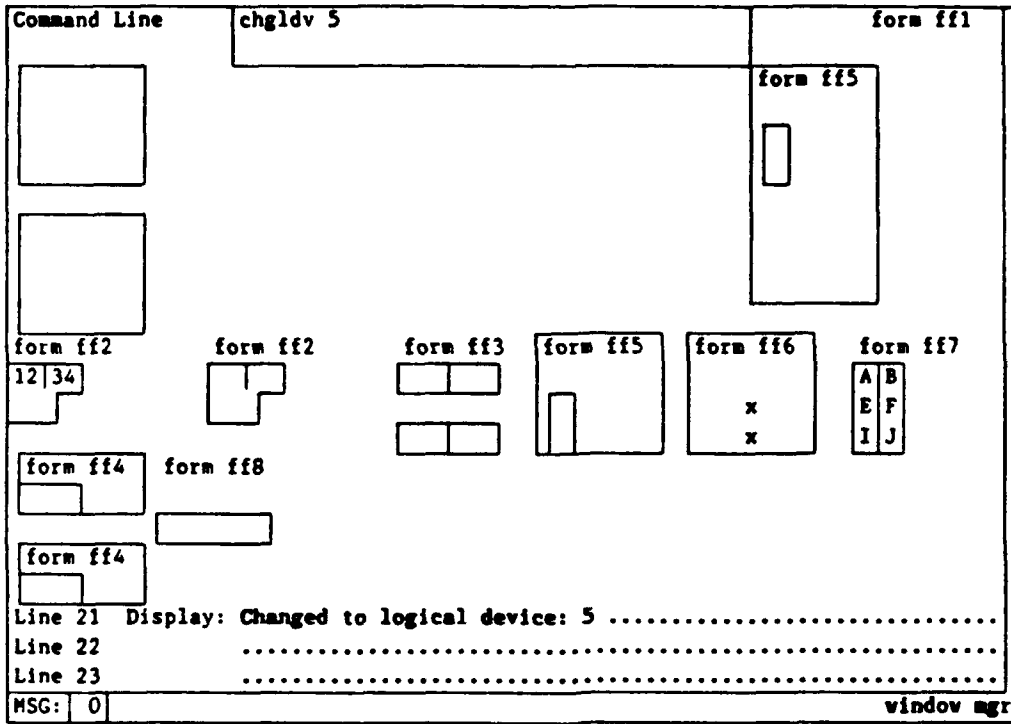 Command Line chgldv 5 form ff1
form ff5
form ff2 form ff2 form ff3 form ff5 form ff6 form ff7
12 34 A B
x E F
x I J
form ff4 form ff8
form ff4
Line 21 Display: Changed to logical device: 5 ..................................
Line 22 ......................................................
Line 23 ......................................................
MSG: 0 window mgr